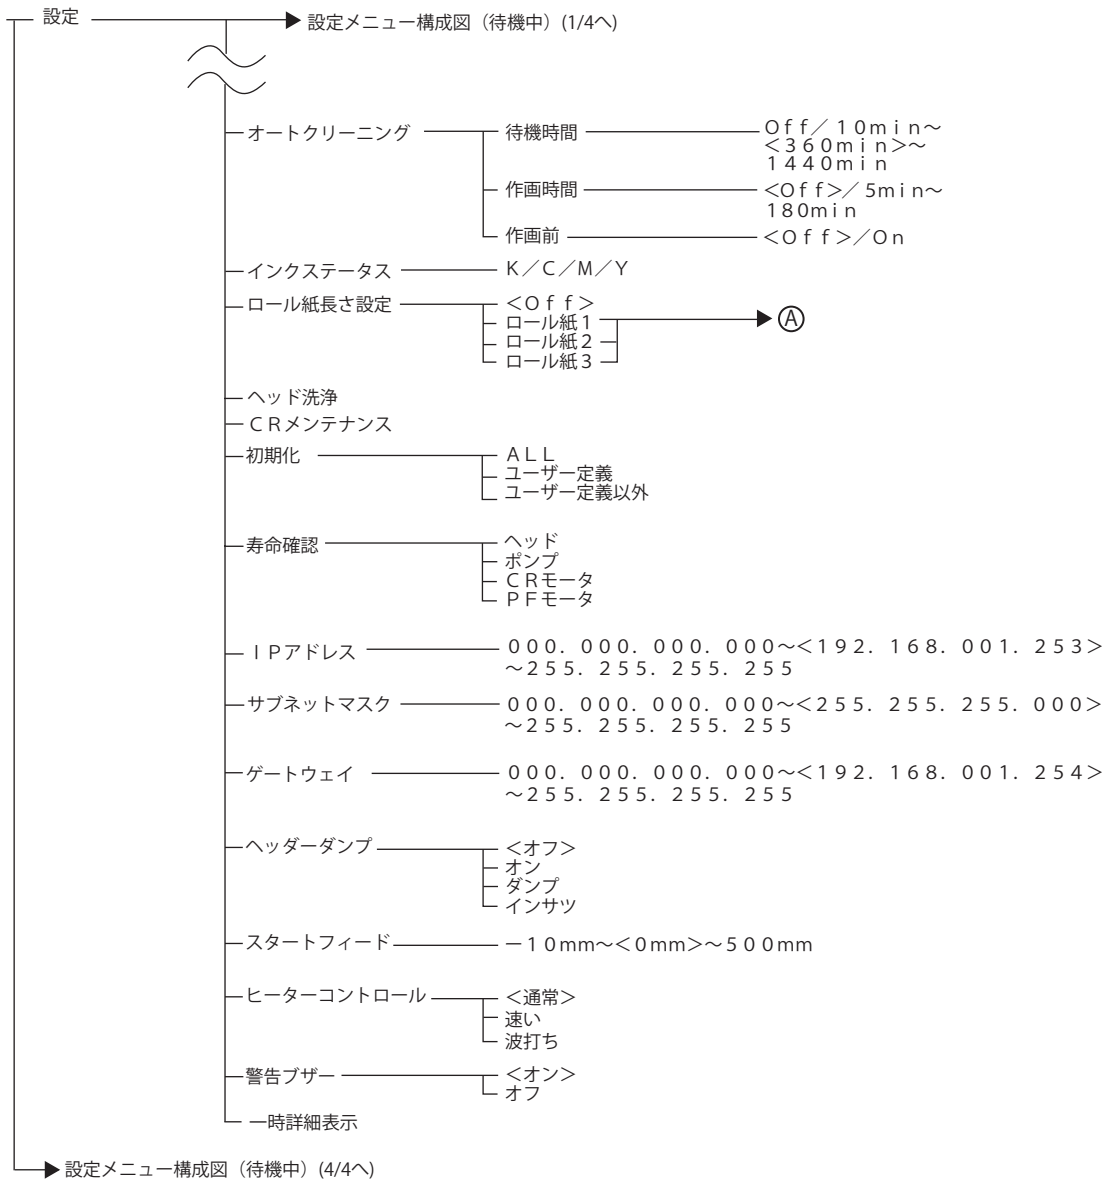 設定
設定メニュー構成図（待機中）(1/4へ)
オートクリーニング
待機時間
Ｏｆｆ／１０ｍｉｎ～
＜３６０ｍｉｎ＞～
１４４０ｍｉｎ
作画時間
＜Ｏｆｆ＞／5ｍｉｎ～
１80ｍｉｎ
作画前
＜Ｏｆｆ＞／Ｏｎ
インクステータス
Ｋ／Ｃ／Ｍ／Ｙ
ロール紙長さ設定
＜Ｏｆｆ＞
ロール紙１
ロール紙２
ロール紙３
Ⓐ
ヘッド洗浄
ＣＲメンテナンス
初期化
ＡＬＬ
ユーザー定義
ユーザー定義以外
寿命確認
ヘッド
ポンプ
ＣＲモータ
ＰＦモータ
ＩＰアドレス
０００．０００．０００．０００～＜１９２．１６８．００１．２５３＞
～２５５．２５５．２５５．２５５
サブネットマスク
０００．０００．０００．０００～＜２５５．２５５．２５５．０００＞
～２５５．２５５．２５５．２５５
ゲートウェイ
０００．０００．０００．０００～＜１９２．１６８．００１．２５４＞
～２５５．２５５．２５５．２５５
ヘッダーダンプ
＜オフ＞
オン
ダンプ
インサツ
スタートフィード
－１０ｍｍ～＜０ｍｍ＞～５００ｍｍ
ヒーターコントロール
＜通常＞
速い
波打ち
警告ブザー
＜オン＞
オフ
一時詳細表示
設定メニュー構成図（待機中）(4/4へ)